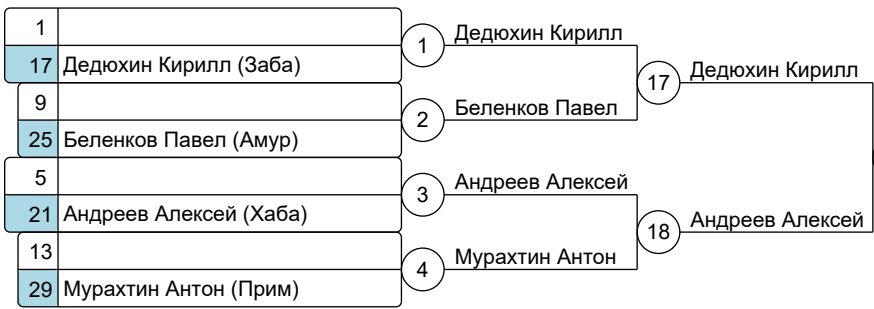 1
17 Дедюхин Кирилл (Заба)
9
25 Беленков Павел (Амур)
5
21 Андреев Алексей (Хаба)
13
29 Мурахтин Антон (Прим)
1 Дедюхин Кирилл
2 Беленков Павел
3 Андреев Алексей
4 Мурахтин Антон
17 Дедюхин Кирилл
18 Андреев Алексей